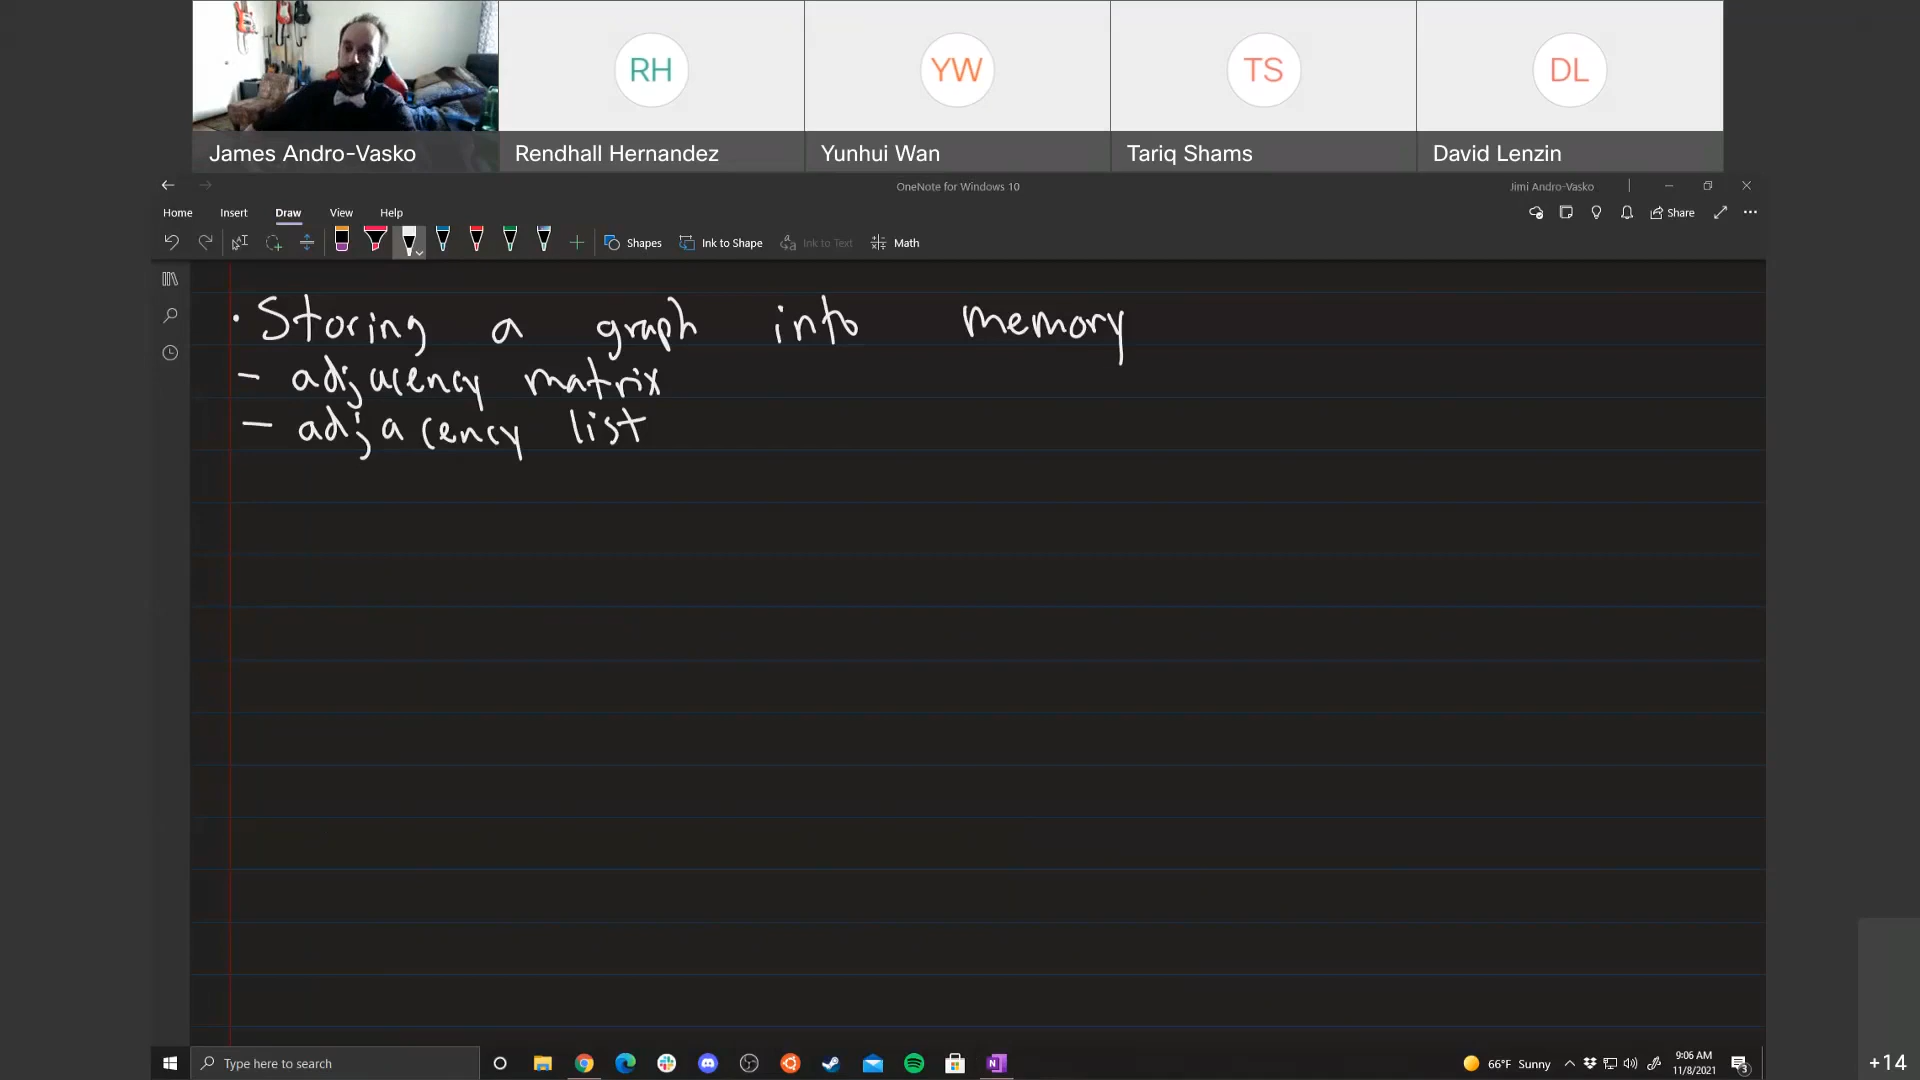 RH
YW
TS
DL
James Andro-Vasko
Rendhall Hernandez
Yunhui Wan
Tariq Shams
David Lenzin
OneNote for Windows 10
Jimi Andro-Vasko
Home Insert Draw View Help
Share
Shapes Ink to Shape Ink to Text Math
• Storing a graph into memory
- adjacency matrix
- adjacency list
Type here to search
66°F Sunny
9:06 AM
11/8/2021
3
+14